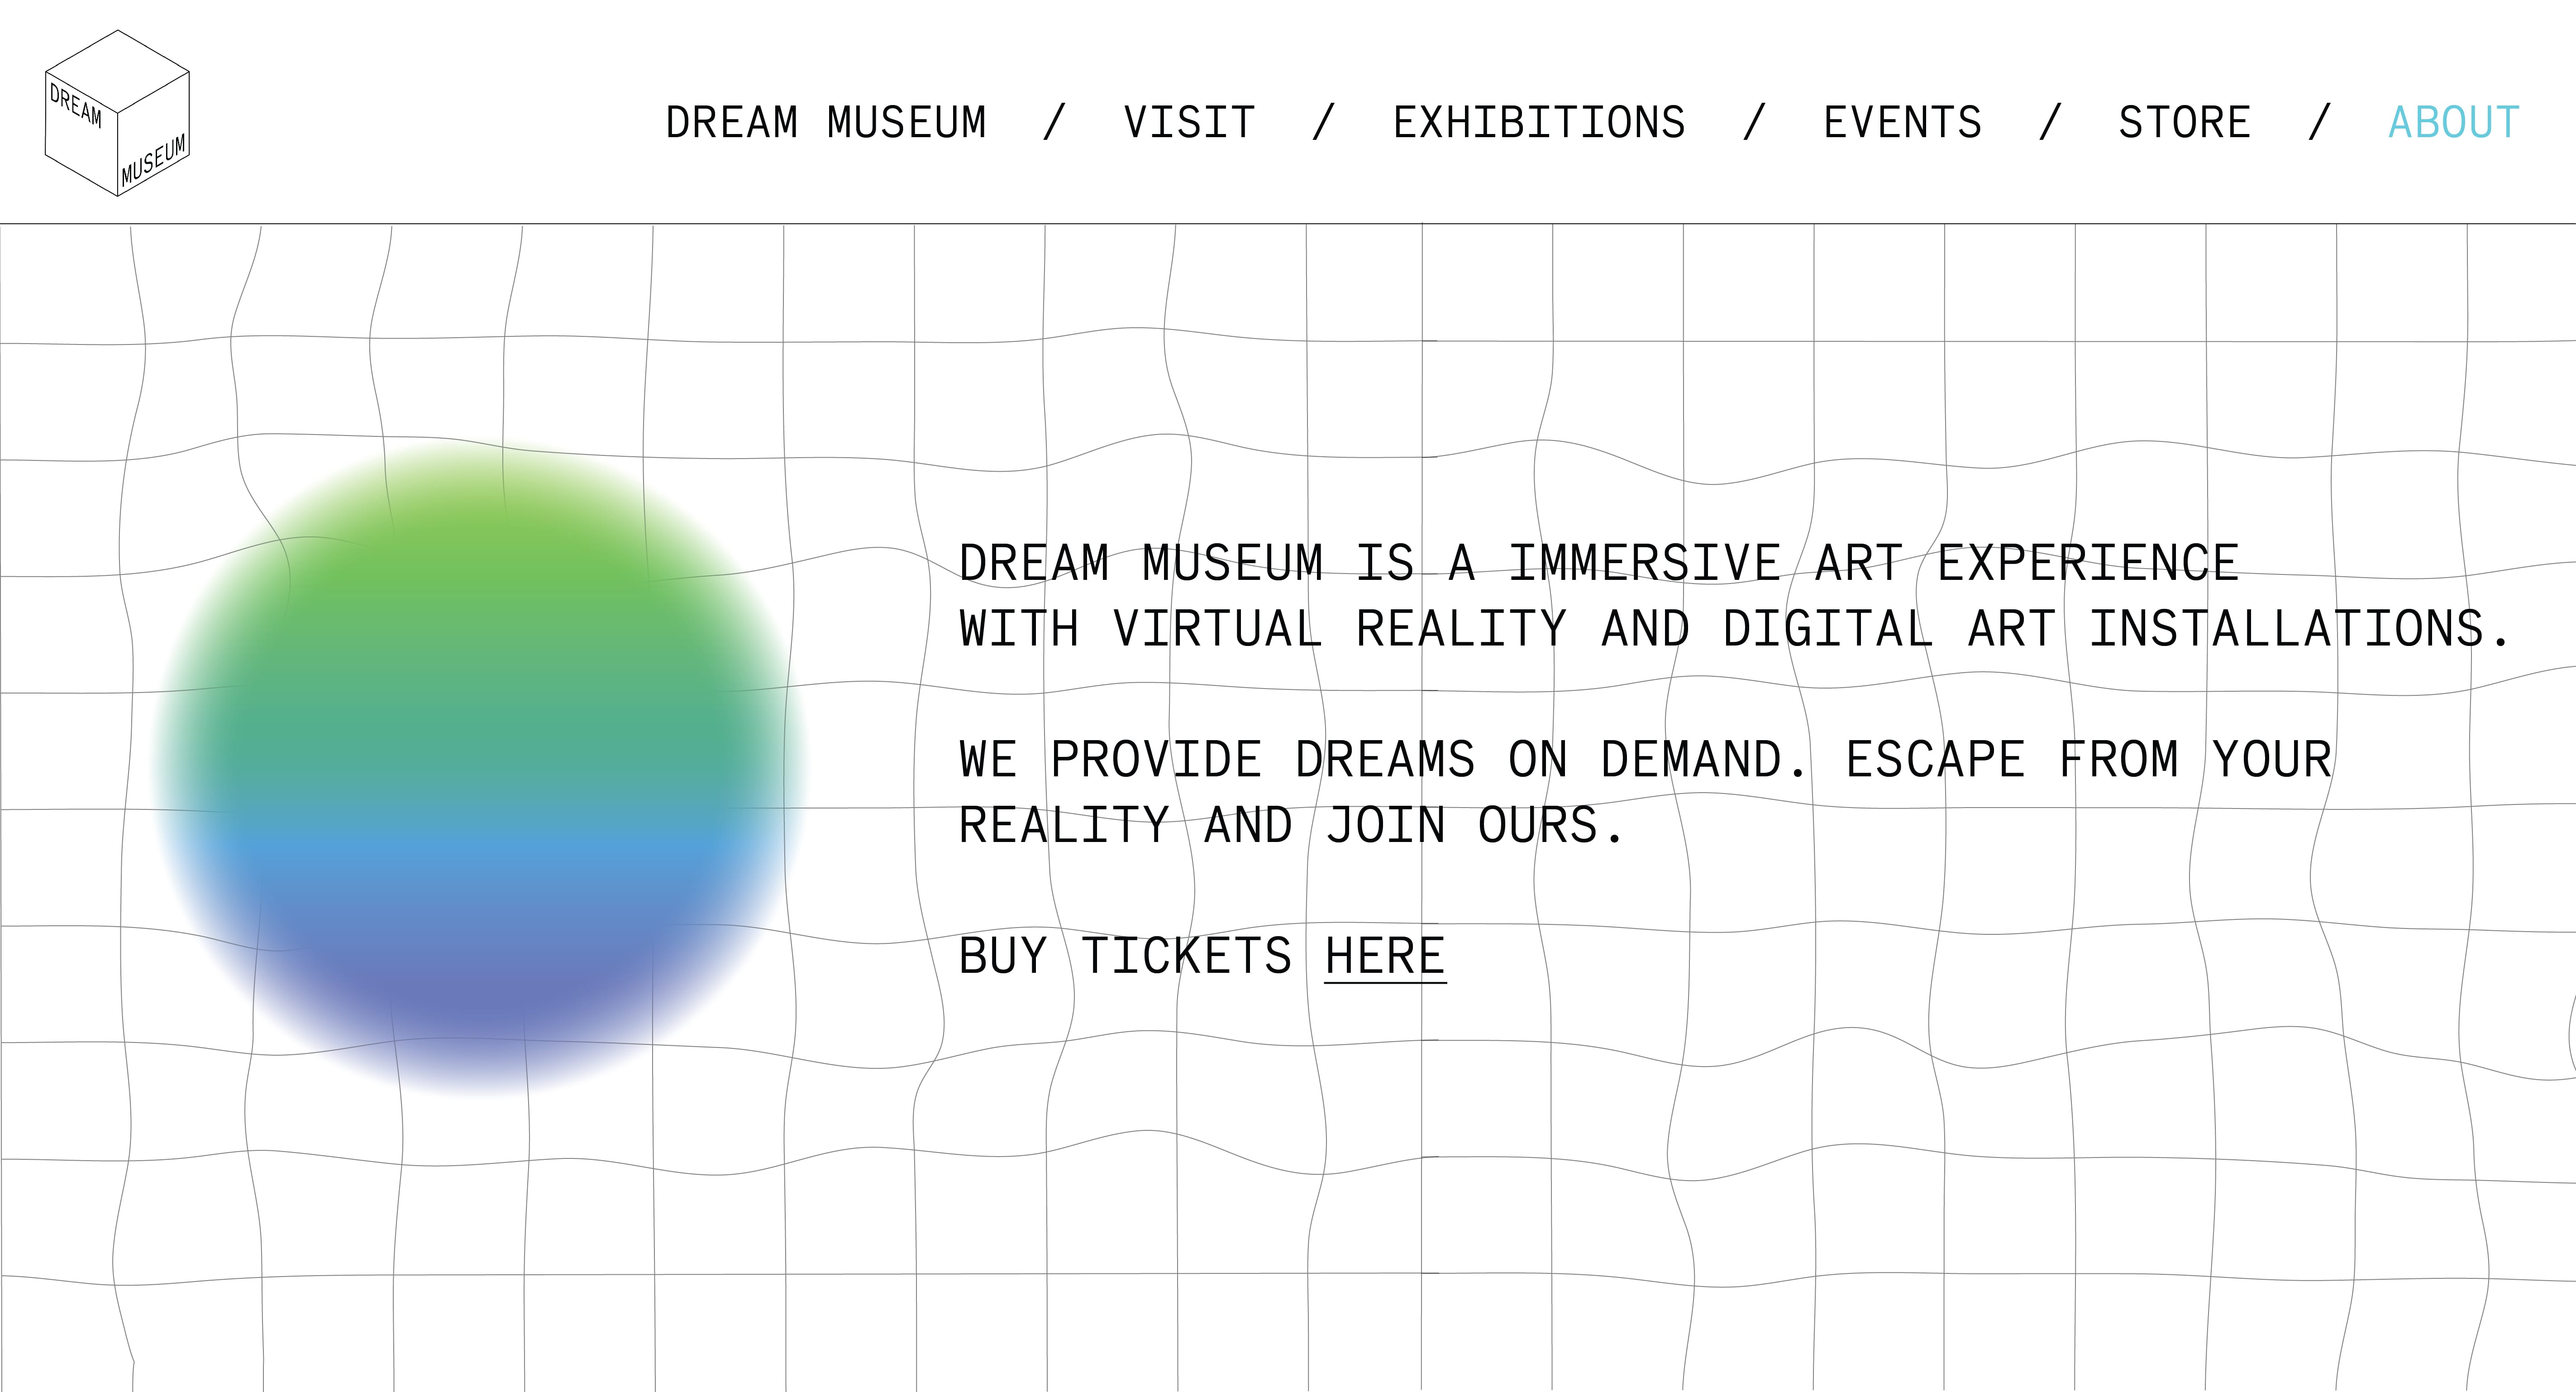 DREAM
MUSEUM
DREAM MUSEUM / VISIT / EXHIBITIONS / EVENTS / STORE / ABOUT
DREAM MUSEUM IS A IMMERSIVE ART EXPERIENCE
WITH VIRTUAL REALITY AND DIGITAL ART INSTALLATIONS.
WE PROVIDE DREAMS ON DEMAND. ESCAPE FROM YOUR
REALITY AND JOIN OURS.
BUY TICKETS HERE